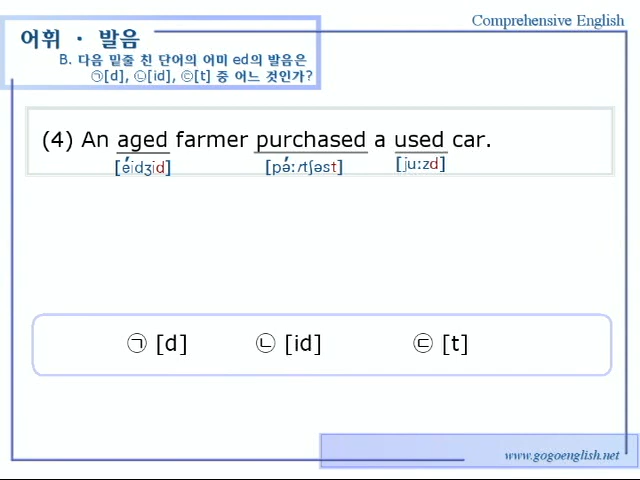 Comprehensive English
어휘 · 발음
B. 다음 밑줄 친 단어의 어미 ed의 발음은
㉠[d], ㉡[id], ㉢[t] 중 어느 것인가?
(4) An aged farmer purchased a used car.
[éidʒid] [pə́ː/tʃəst] [juːzd]
㉠ [d] ㉡ [id] ㉢ [t]
www.gogoenglish.net